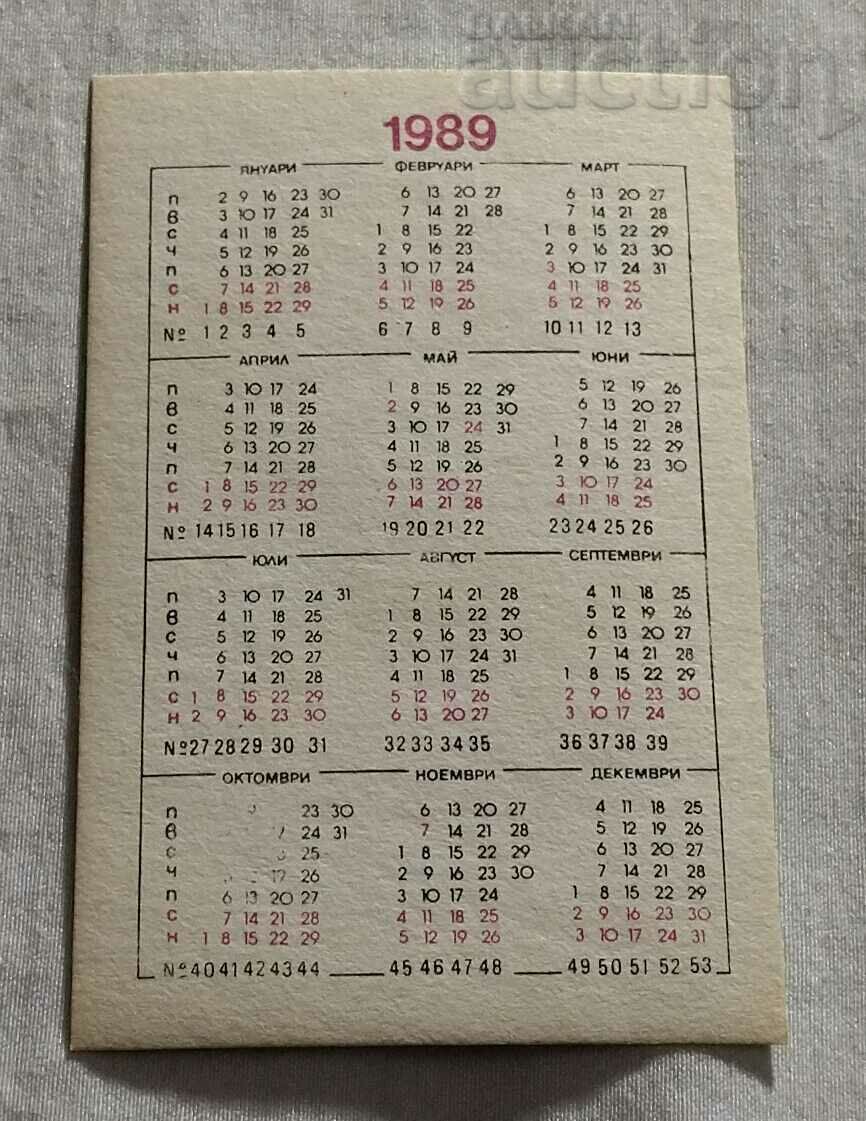 auction
1989
ЯНУАРИ ФЕВРУАРИ МАРТ
П 2 9 16 23 30 6 13 20 27 6 13 20 27
В 3 10 17 24 31 7 14 21 28 7 14 21 28
С 4 11 18 25 1 8 15 22 1 8 15 22 29
Ч 5 12 19 26 2 9 16 23 2 9 16 23 30
П 6 13 20 27 3 10 17 24 3 10 17 24 31
С 7 14 21 28 4 11 18 25 4 11 18 25
Н 1 8 15 22 29 5 12 19 26 5 12 19 26
№ 1 2 3 4 5 6 7 8 9 10 11 12 13
АПРИЛ МАЙ ЮНИ
П 3 10 17 24 1 8 15 22 29 5 12 19 26
В 4 11 18 25 2 9 16 23 30 6 13 20 27
С 5 12 19 26 3 10 17 24 31 7 14 21 28
Ч 6 13 20 27 4 11 18 25 1 8 15 22 29
П 7 14 21 28 5 12 19 26 2 9 16 23 30
С 1 8 15 22 29 6 13 20 27 3 10 17 24
Н 2 9 16 23 30 7 14 21 28 4 11 18 25
№ 14 15 16 17 18 19 20 21 22 23 24 25 26
ЮЛИ АВГУСТ СЕПТЕМВРИ
П 3 10 17 24 31 7 14 21 28 4 11 18 25
В 4 11 18 25 1 8 15 22 29 5 12 19 26
С 5 12 19 26 2 9 16 23 30 6 13 20 27
Ч 6 13 20 27 3 10 17 24 31 7 14 21 28
П 7 14 21 28 4 11 18 25 1 8 15 22 29
С 1 8 15 22 29 5 12 19 26 2 9 16 23 30
Н 2 9 16 23 30 6 13 20 27 3 10 17 24
№ 27 28 29 30 31 32 33 34 35 36 37 38 39
ОКТОМВРИ НОЕМВРИ ДЕКЕМВРИ
П 23 30 6 13 20 27 4 11 18 25
В 24 31 7 14 21 28 5 12 19 26
С 25 1 8 15 22 29 6 13 20 27
Ч 26 2 9 16 23 30 7 14 21 28
П 6 13 20 27 3 10 17 24 1 8 15 22 29
С 7 14 21 28 4 11 18 25 2 9 16 23 30
Н 1 8 15 22 29 5 12 19 26 3 10 17 24 31
№ 40 41 42 43 44 45 46 47 48 49 50 51 52 53